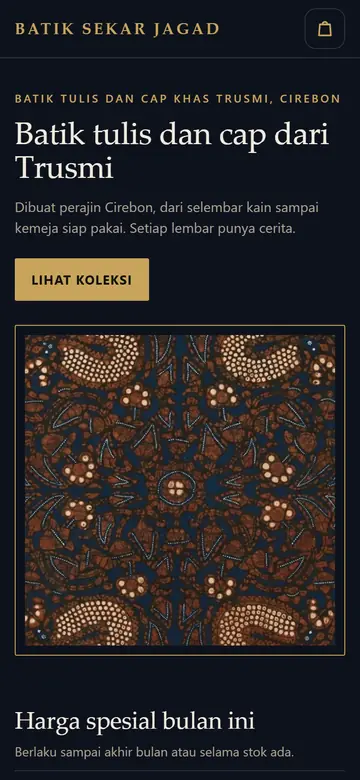 BATIK SEKAR JAGAD
BATIK TULIS DAN CAP KHAS TRUSMI, CIREBON
Batik tulis dan cap dari
Trusmi
Dibuat perajin Cirebon, dari selembar kain sampai
kemeja siap pakai. Setiap lembar punya cerita.
LIHAT KOLEKSI
Harga spesial bulan ini
Berlaku sampai akhir bulan atau selama stok ada.